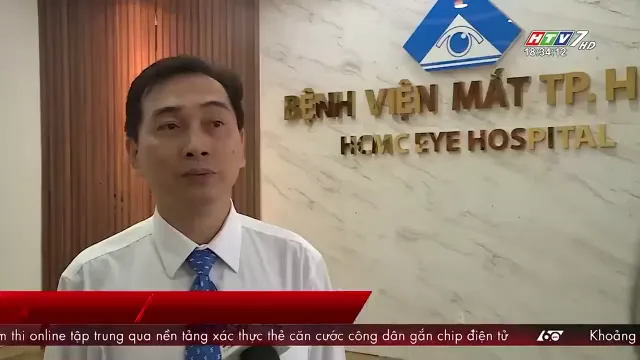 HTV7 HD
18:34:12
BỆNH VIỆN MẮT TP. H
HCMC EYE HOSPITAL
m thi online tập trung qua nền tảng xác thực thẻ căn cước công dân gắn chip điện tử
60 Khoảng